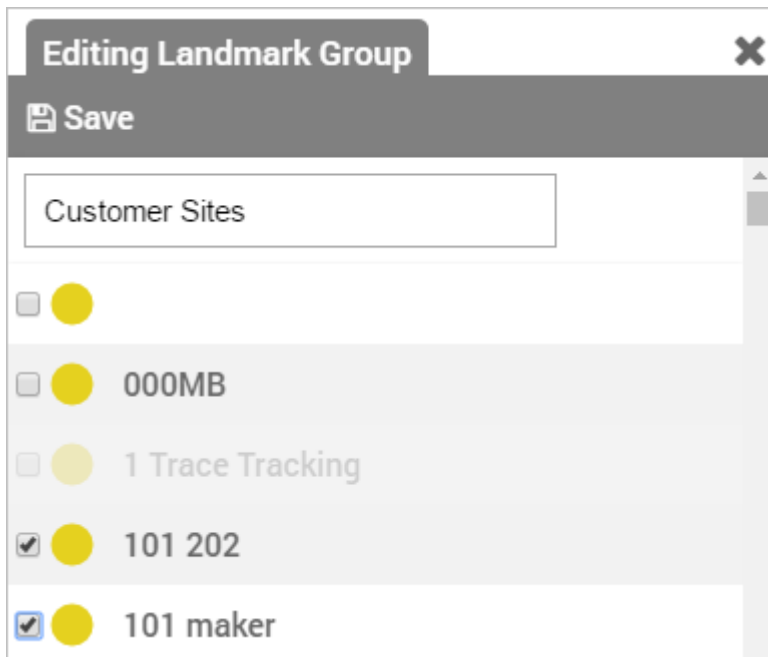 Editing Landmark Group
Save
Customer Sites
000MB
1 Trace Tracking
101 202
101 maker